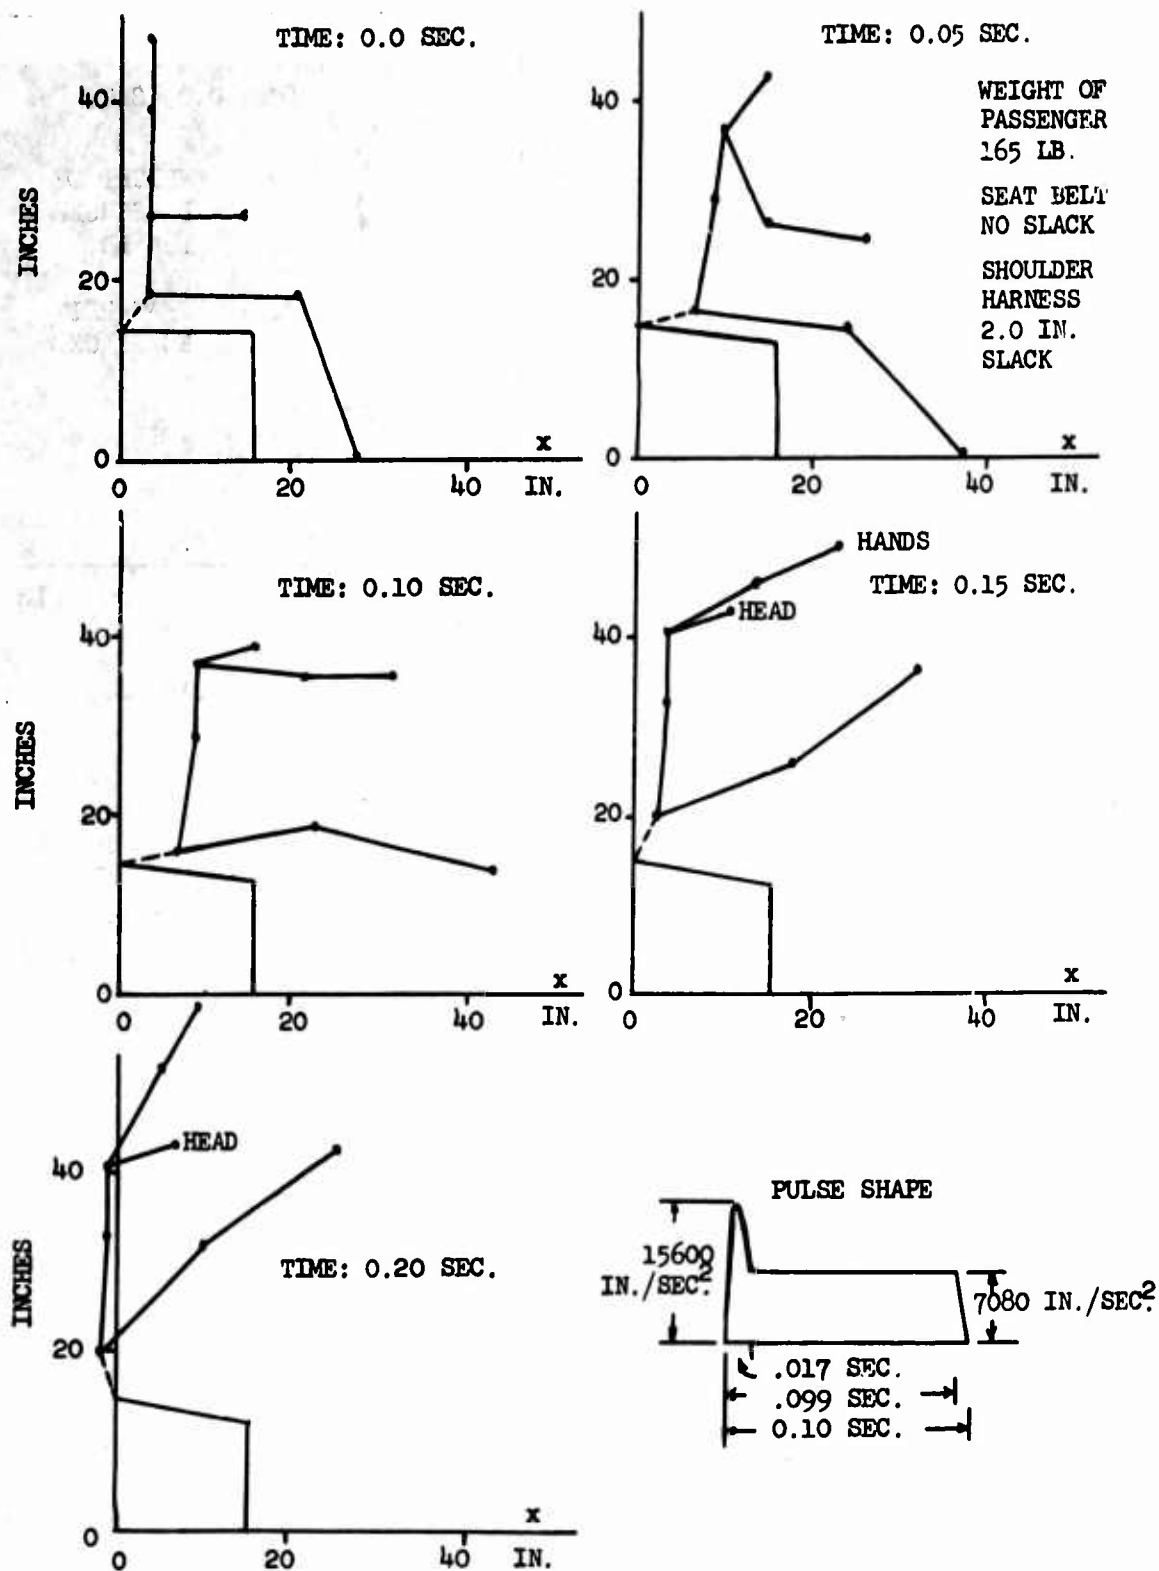 TIME: 0.0 SEC.
INCHES
40
20
0
0 20 40 IN.
x
TIME: 0.05 SEC.
WEIGHT OF
PASSENGER
165 LB.
SEAT BELT
NO SLACK
SHOULDER
HARNESS
2.0 IN.
SLACK
40
20
0
0 20 40 IN.
x
TIME: 0.10 SEC.
INCHES
40
20
0
0 20 40 IN.
x
HANDS
TIME: 0.15 SEC.
HEAD
40
20
0
0 20 40 IN.
x
HEAD
TIME: 0.20 SEC.
INCHES
40
20
0
0 20 40 IN.
x
PULSE SHAPE
15600
IN./SEC.2
7080 IN./SEC.2
.017 SEC.
.099 SEC.
0.10 SEC.